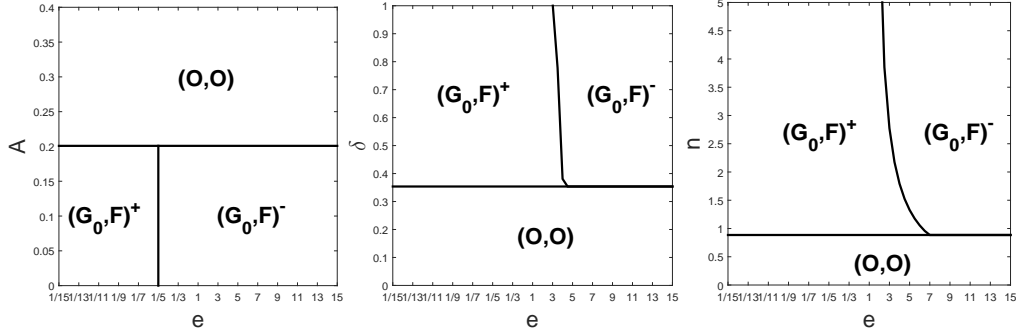 0.4
0.35
0.3
0.25
0.2
0.15
0.1
0.05
0
A
(O,O)
(G0,F)+
(G0,F)-
1/15 1/13 1/11 1/9 1/7 1/5 1/3 1 3 5 7 9 11 13 15
e
1
0.9
0.8
0.7
0.6
0.5
0.4
0.3
0.2
0.1
0
δ
(G0,F)+
(G0,F)-
(O,O)
1/15 1/13 1/11 1/9 1/7 1/5 1/3 1 3 5 7 9 11 13 15
e
5
4.5
4
3.5
3
2.5
2
1.5
1
0.5
0
n
(G0,F)+
(G0,F)-
(O,O)
1/15 1/13 1/11 1/9 1/7 1/5 1/3 1 3 5 7 9 11 13 15
e